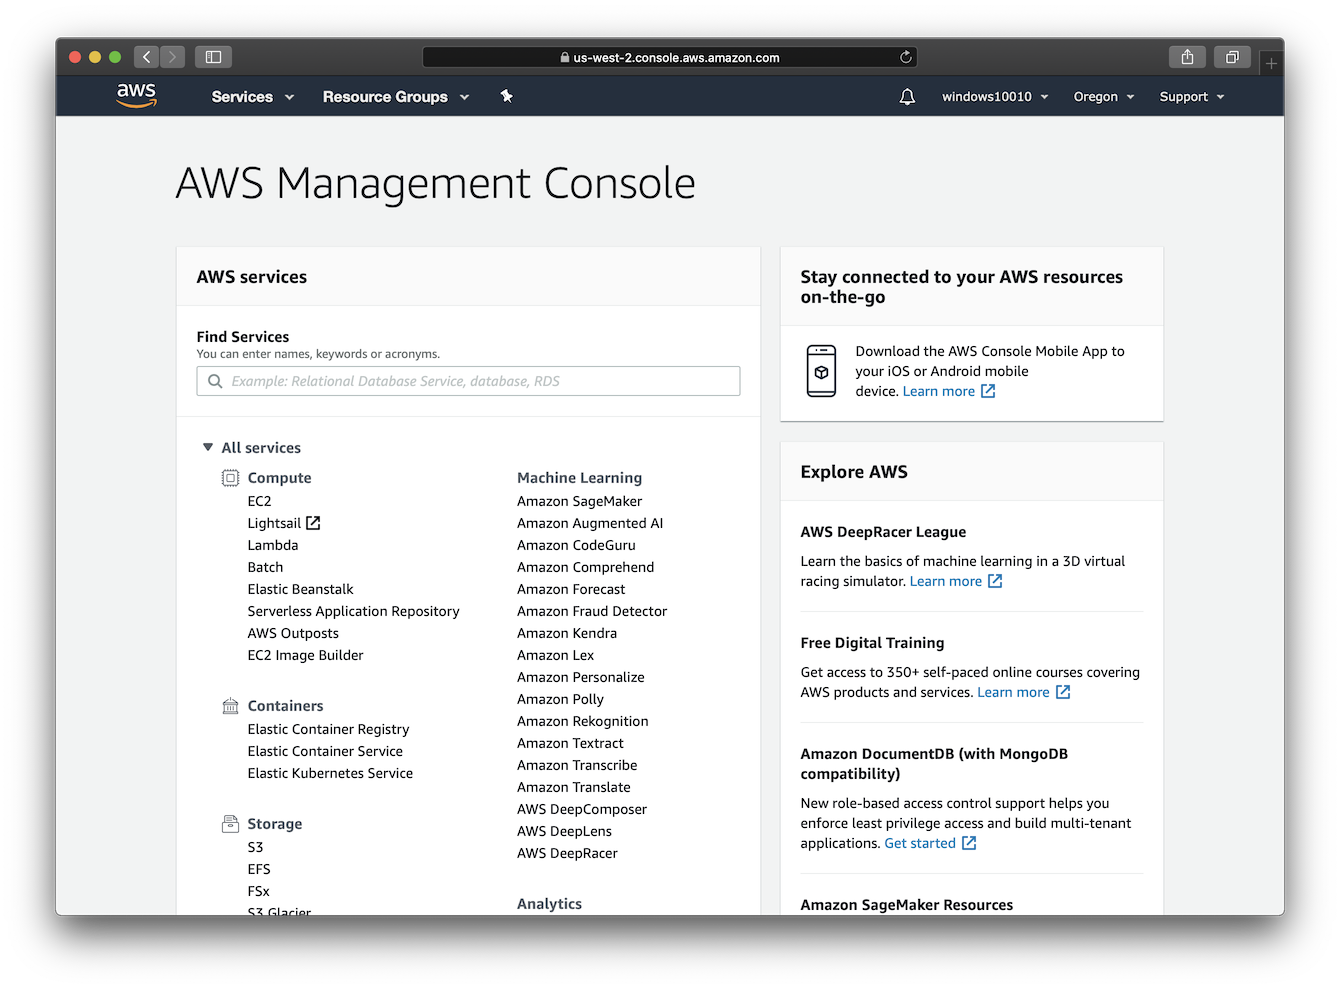 us-west-2.console.aws.amazon.com
aws
Services
Resource Groups
windows10010
Oregon
Support
AWS Management Console
AWS services
Find Services
You can enter names, keywords or acronyms.
Example: Relational Database Service, database, RDS
All services
Compute
EC2
Lightsail
Lambda
Batch
Elastic Beanstalk
Serverless Application Repository
AWS Outposts
EC2 Image Builder
Containers
Elastic Container Registry
Elastic Container Service
Elastic Kubernetes Service
Storage
S3
EFS
FSx
S3 Glacier
Machine Learning
Amazon SageMaker
Amazon Augmented AI
Amazon CodeGuru
Amazon Comprehend
Amazon Forecast
Amazon Fraud Detector
Amazon Kendra
Amazon Lex
Amazon Personalize
Amazon Polly
Amazon Rekognition
Amazon Textract
Amazon Transcribe
Amazon Translate
AWS DeepComposer
AWS DeepLens
AWS DeepRacer
Analytics
Stay connected to your AWS resources
on-the-go
Download the AWS Console Mobile App to
your iOS or Android mobile
device. Learn more
Explore AWS
AWS DeepRacer League
Learn the basics of machine learning in a 3D virtual
racing simulator. Learn more
Free Digital Training
Get access to 350+ self-paced online courses covering
AWS products and services. Learn more
Amazon DocumentDB (with MongoDB
compatibility)
New role-based access control support helps you
enforce least privilege access and build multi-tenant
applications. Get started
Amazon SageMaker Resources